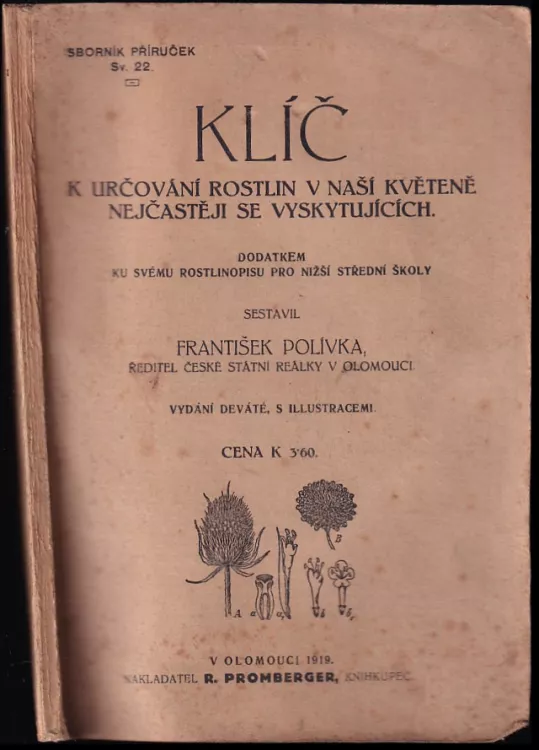 SBORNÍK PŘÍRUČEK
Sv. 22.
KLÍČ
K URČOVÁNÍ ROSTLIN V NAŠÍ KVĚTENĚ
NEJČASTĚJI SE VYSKYTUJÍCÍCH.
DODATKEM
KU SVÉMU ROSTLINOPISU PRO NIŽŠÍ STŘEDNÍ ŠKOLY
SESTAVIL
FRANTIŠEK POLÍVKA,
ŘEDITEL ČESKÉ STÁTNÍ REÁLKY V OLOMOUCI.
VYDÁNÍ DEVÁTÉ, S ILLUSTRACEMI.
CENA K 3·60.
B
A a a₁ b b₁
V OLOMOUCI 1919.
NAKLADATEL R. PROMBERGER, KNIHKUPEC.